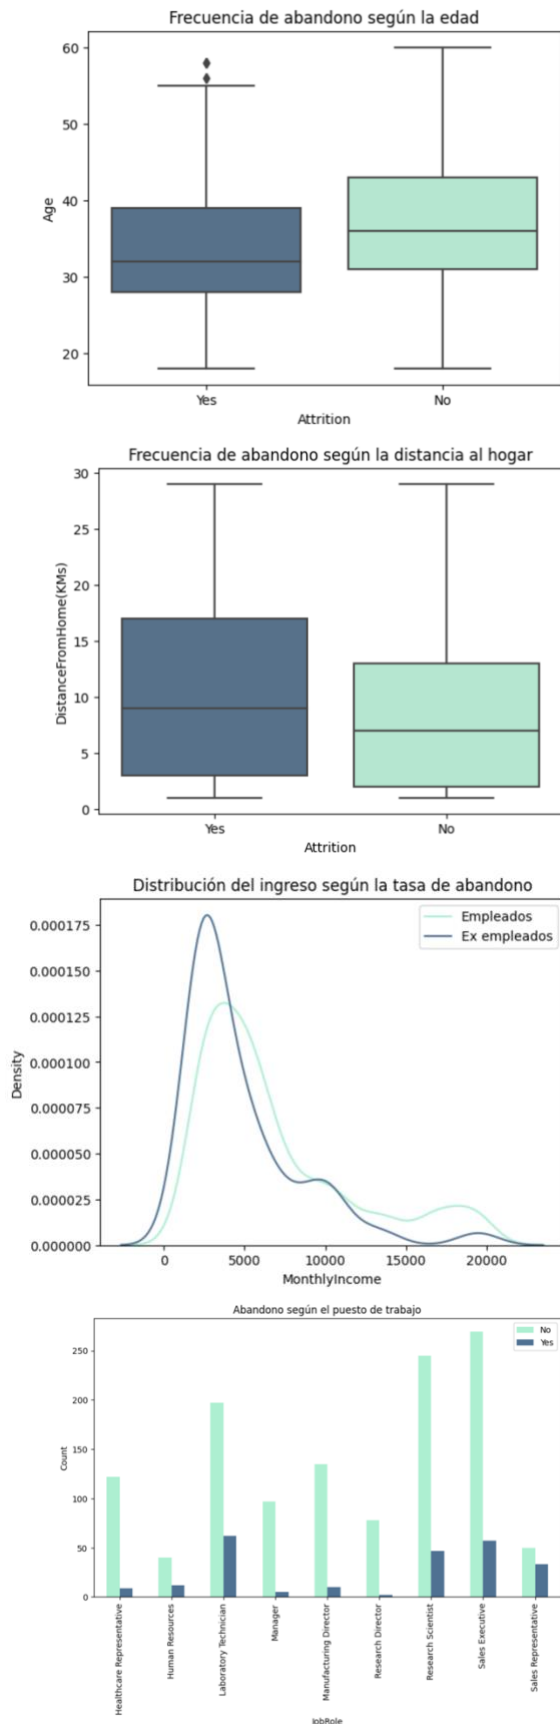 Frecuencia de abandono según la edad
60
50
40
30
20
Age
Yes
No
Attrition
Frecuencia de abandono según la distancia al hogar
30
25
20
15
10
5
0
DistanceFromHome(KMs)
Yes
No
Attrition
Distribución del ingreso según la tasa de abandono
Empleados
Ex empleados
0.000175
0.000150
0.000125
0.000100
0.000075
0.000050
0.000025
0.000000
Density
0
5000
10000
15000
20000
MonthlyIncome
Abandono según el puesto de trabajo
No
Yes
250
200
150
100
50
0
Count
Healthcare Representative
Human Resources
Laboratory Technician
Manager
Manufacturing Director
Research Director
Research Scientist
Sales Executive
Sales Representative
JobRole